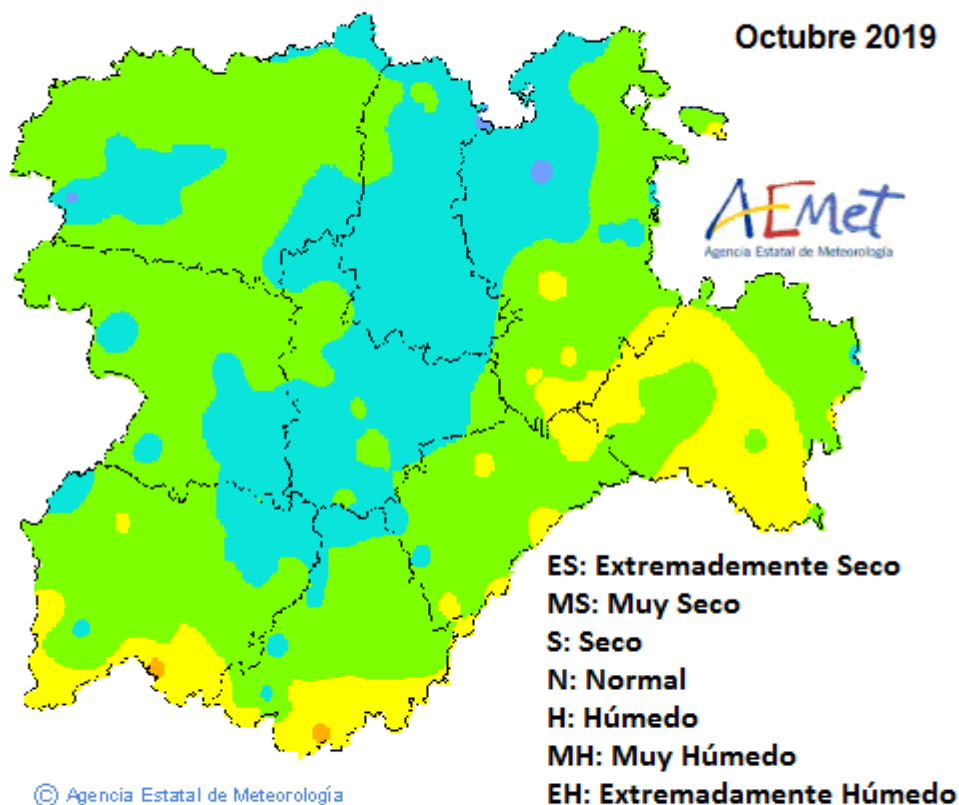 Octubre 2019
AEMet
Agencia Estatal de Meteorología
ES: Extremademente Seco
MS: Muy Seco
S: Seco
N: Normal
H: Húmedo
MH: Muy Húmedo
EH: Extremadamente Húmedo
© Agencia Estatal de Meteorología